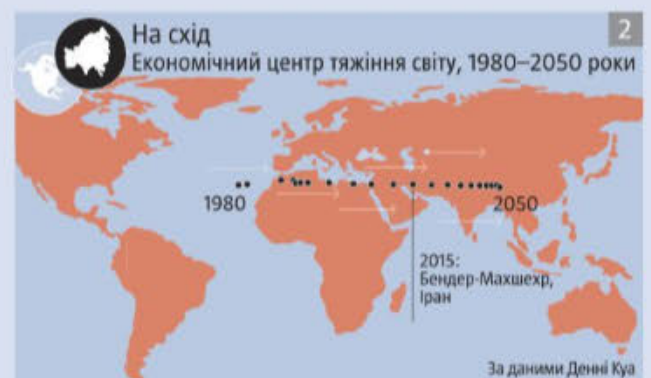 2
На схід
Економічний центр тяжіння світу, 1980–2050 роки
1980
2050
2015:
Бендер-Махшехр,
Іран
За даними Денні Куа